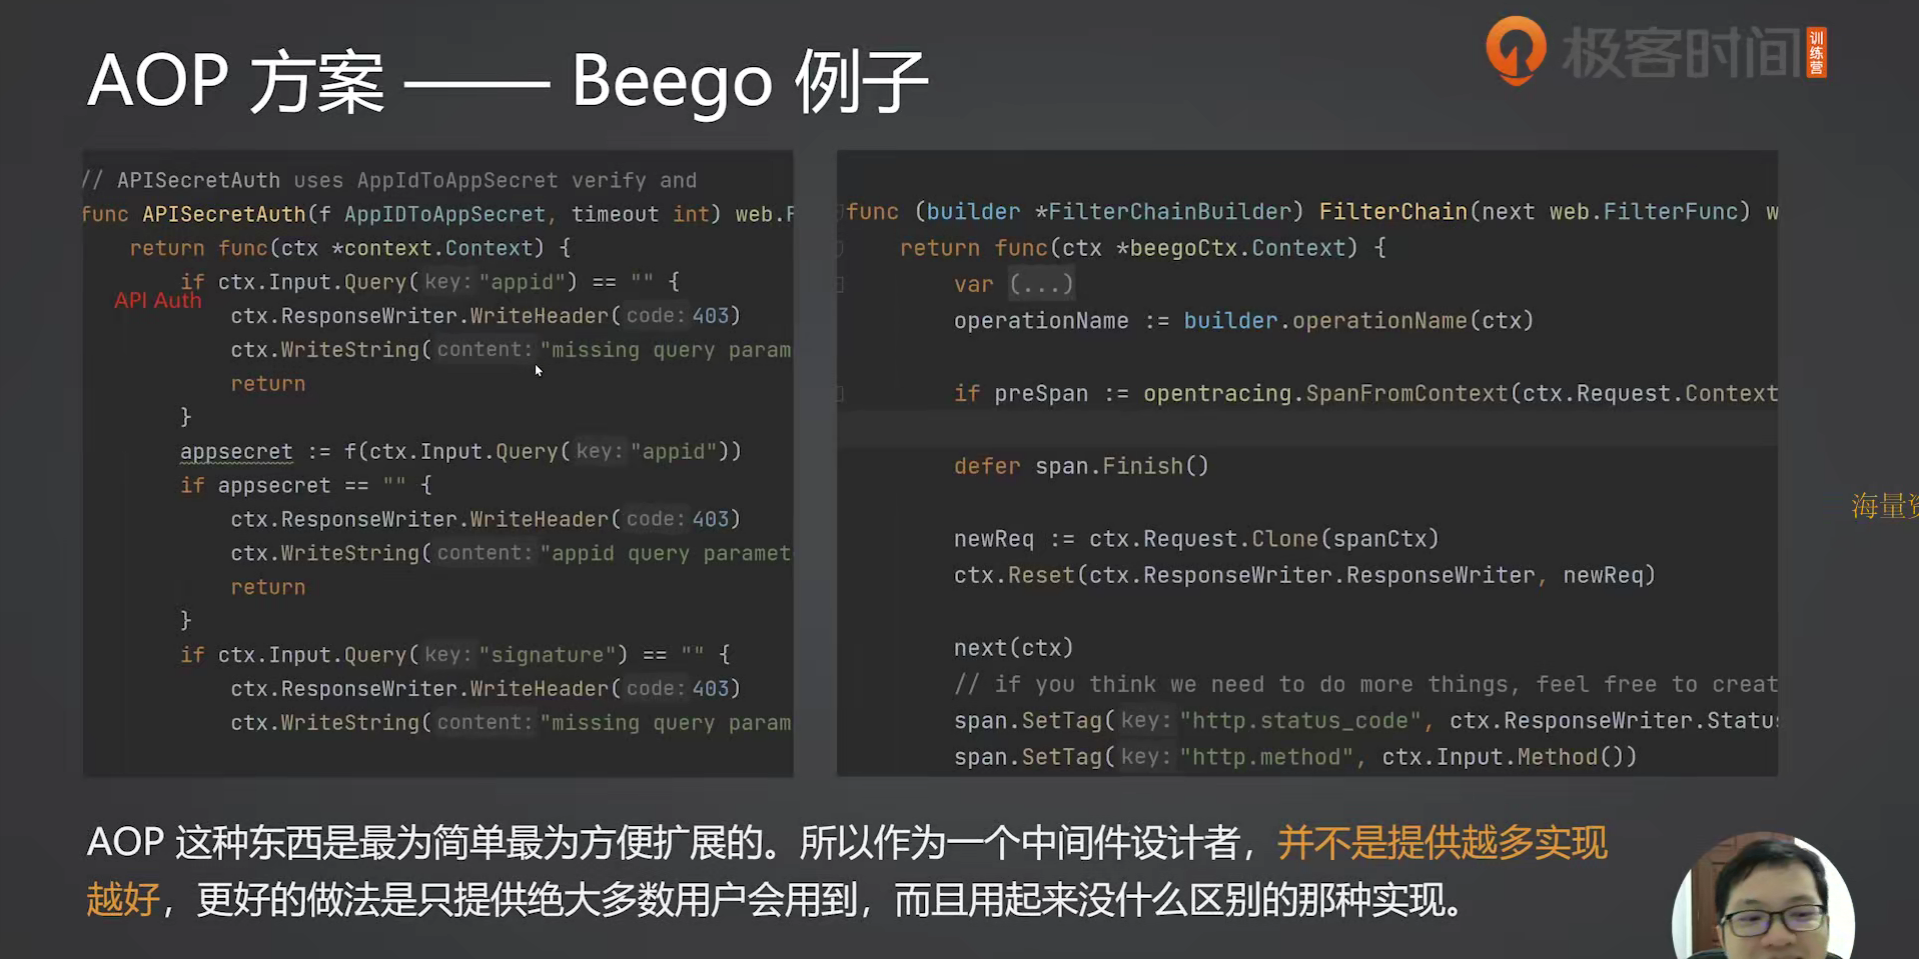 AOP 方案 —— Beego 例子
极客时间
训练营
// APISecretAuth uses AppIdToAppSecret verify and
func APISecretAuth(f AppIDToAppSecret, timeout int) web.F
return func(ctx *context.Context) {
if ctx.Input.Query(key: "appid") == "" {
API Auth
ctx.ResponseWriter.WriteHeader(code: 403)
ctx.WriteString(content: "missing query param
return
}
appsecret := f(ctx.Input.Query(key: "appid"))
if appsecret == "" {
ctx.ResponseWriter.WriteHeader(code: 403)
ctx.WriteString(content: "appid query paramet
return
}
if ctx.Input.Query(key: "signature") == "" {
ctx.ResponseWriter.WriteHeader(code: 403)
ctx.WriteString(content: "missing query param
func (builder *FilterChainBuilder) FilterChain(next web.FilterFunc) w
return func(ctx *beegoCtx.Context) {
var (...)
operationName := builder.operationName(ctx)
if preSpan := opentracing.SpanFromContext(ctx.Request.Context
defer span.Finish()
newReq := ctx.Request.Clone(spanCtx)
ctx.Reset(ctx.ResponseWriter.ResponseWriter, newReq)
next(ctx)
// if you think we need to do more things, feel free to creat
span.SetTag(key: "http.status_code", ctx.ResponseWriter.Statu
span.SetTag(key: "http.method", ctx.Input.Method())
海量
AOP 这种东西是最为简单最为方便扩展的。所以作为一个中间件设计者，并不是提供越多实现
越好，更好的做法是只提供绝大多数用户会用到，而且用起来没什么区别的那种实现。